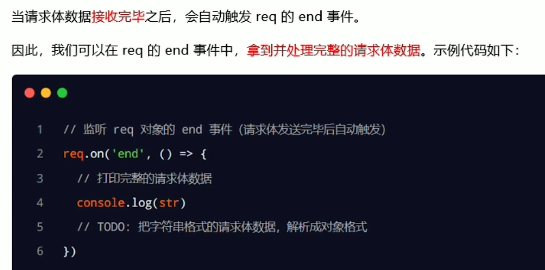 当请求体数据接收完毕之后，会自动触发 req 的 end 事件。
因此，我们可以在 req 的 end 事件中，拿到并处理完整的请求体数据。示例代码如下：
1 // 监听 req 对象的 end 事件（请求体发送完毕后自动触发）
2 req.on('end', () => {
3 // 打印完整的请求体数据
4 console.log(str)
5 // TODO: 把字符串格式的请求体数据，解析成对象格式
6 })